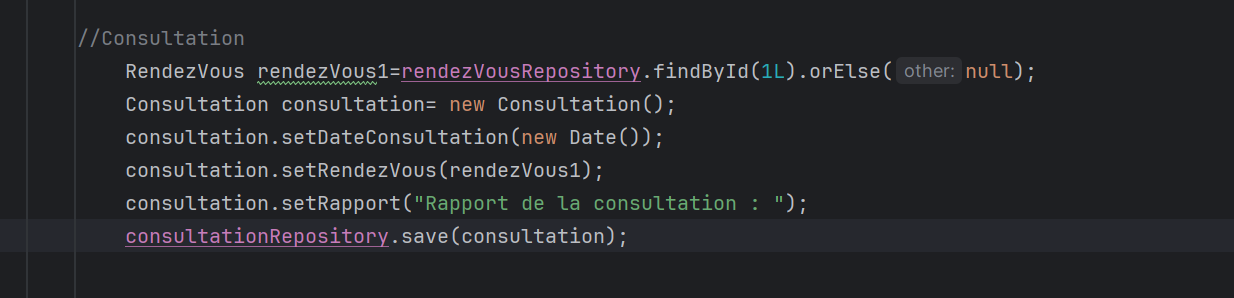 //Consultation
RendezVous rendezVous1=rendezVousRepository.findById(1L).orElse( other: null);
Consultation consultation= new Consultation();
consultation.setDateConsultation(new Date());
consultation.setRendezVous(rendezVous1);
consultation.setRapport("Rapport de la consultation : ");
consultationRepository.save(consultation);